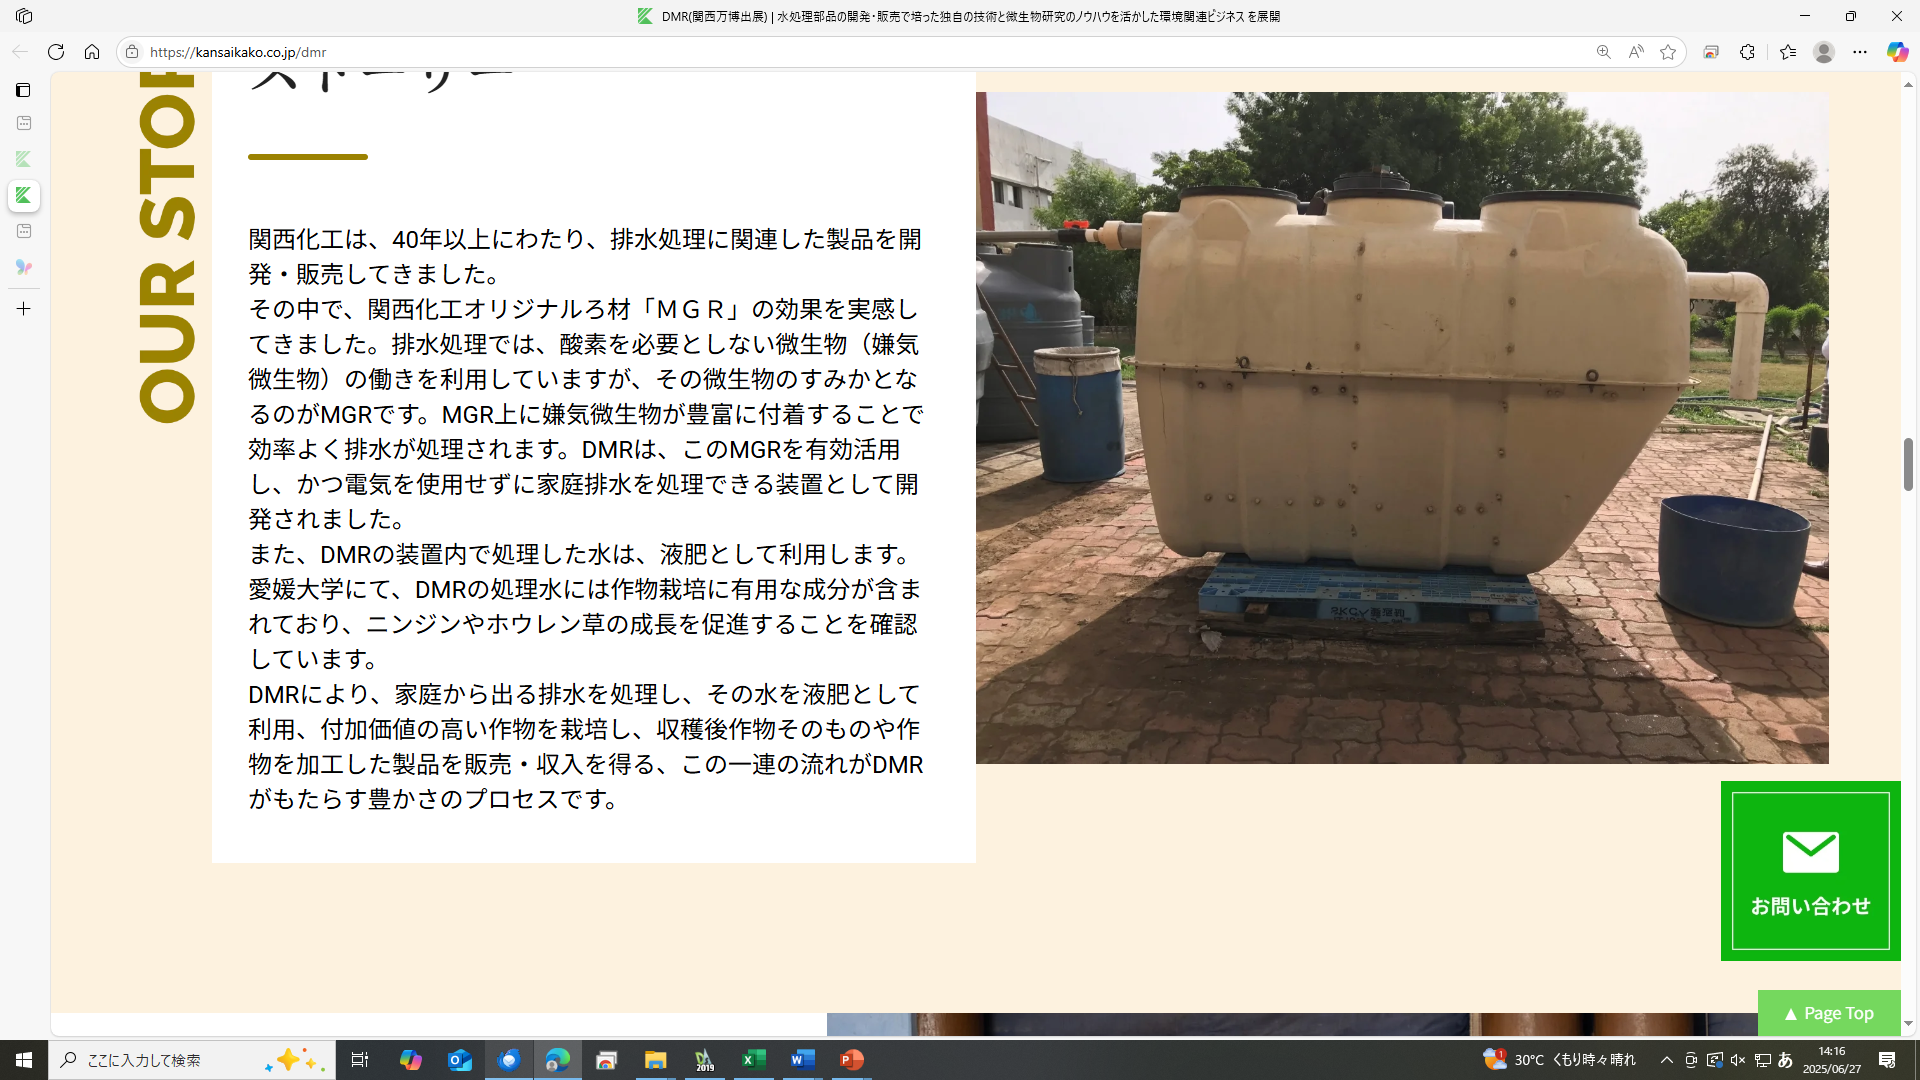 DMR(関西万博出展) | 水処理部品の開発・販売で培った独自の技術と微生物研究のノウハウを活かした環境関連ビジネス を展開
https://kansaikako.co.jp/dmr
ストーリー
OUR STOR
関西化工は、40年以上にわたり、排水処理に関連した製品を開
発・販売してきました。
その中で、関西化工オリジナルろ材「ＭＧＲ」の効果を実感し
てきました。排水処理では、酸素を必要としない微生物（嫌気
微生物）の働きを利用していますが、その微生物のすみかとな
るのがMGRです。MGR上に嫌気微生物が豊富に付着することで
効率よく排水が処理されます。DMRは、このMGRを有効活用
し、かつ電気を使用せずに家庭排水を処理できる装置として開
発されました。
また、DMRの装置内で処理した水は、液肥として利用します。
愛媛大学にて、DMRの処理水には作物栽培に有用な成分が含ま
れており、ニンジンやホウレン草の成長を促進することを確認
しています。
DMRにより、家庭から出る排水を処理し、その水を液肥として
利用、付加価値の高い作物を栽培し、収穫後作物そのものや作
物を加工した製品を販売・収入を得る、この一連の流れがDMR
がもたらす豊かさのプロセスです。
お問い合わせ
▲ Page Top
ここに入力して検索
2019
1
30°C くもり時々晴れ
あ
14:16
2025/06/27